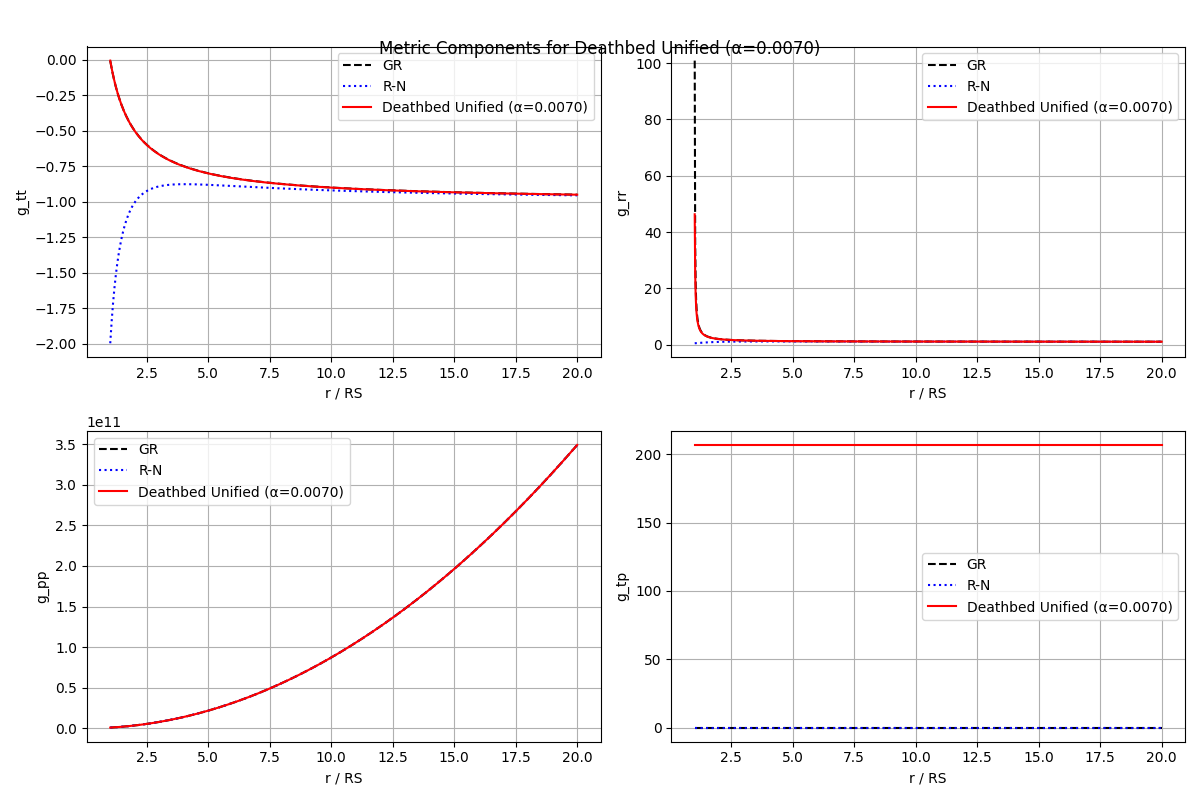 Metric Components for Deathbed Unified (α=0.0070)
0.00
−0.25
−0.50
−0.75
−1.00
−1.25
−1.50
−1.75
−2.00
g_tt
GR
R-N
Deathbed Unified (α=0.0070)
2.5 5.0 7.5 10.0 12.5 15.0 17.5 20.0
r / RS
100
80
60
40
20
0
g_rr
GR
R-N
Deathbed Unified (α=0.0070)
2.5 5.0 7.5 10.0 12.5 15.0 17.5 20.0
r / RS
1e11
3.5
3.0
2.5
2.0
1.5
1.0
0.5
0.0
g_pp
GR
R-N
Deathbed Unified (α=0.0070)
2.5 5.0 7.5 10.0 12.5 15.0 17.5 20.0
r / RS
200
150
100
50
0
g_tp
GR
R-N
Deathbed Unified (α=0.0070)
2.5 5.0 7.5 10.0 12.5 15.0 17.5 20.0
r / RS